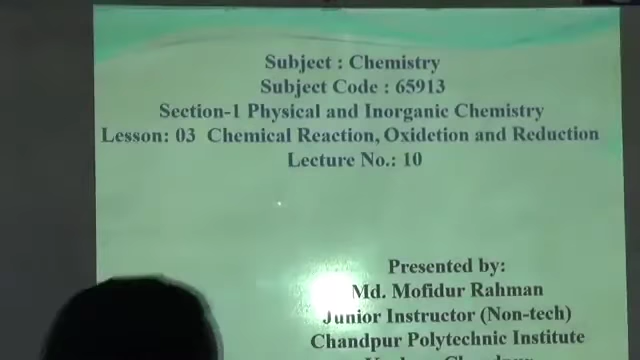 Subject : Chemistry
Subject Code : 65913
Section-1 Physical and Inorganic Chemistry
Lesson: 03 Chemical Reaction, Oxidetion and Reduction
Lecture No.: 10
Presented by:
Md. Mofidur Rahman
Junior Instructor (Non-tech)
Chandpur Polytechnic Institute